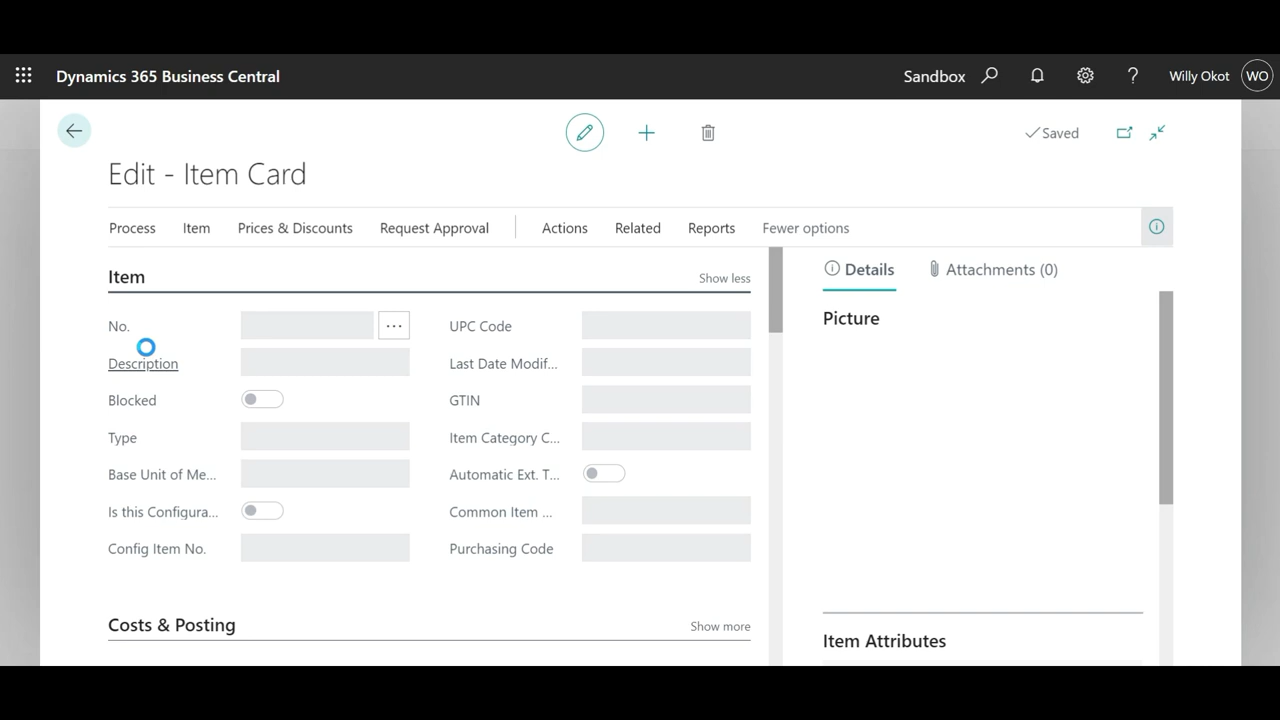 Dynamics 365 Business Central
Sandbox
?
Willy Okot
WO
Saved
Edit - Item Card
Process
Item
Prices & Discounts
Request Approval
Actions
Related
Reports
Fewer options
Item
Show less
No.
...
Description
Blocked
Type
Base Unit of Me...
Is this Configura...
Config Item No.
UPC Code
Last Date Modif...
GTIN
Item Category C...
Automatic Ext. T...
Common Item ...
Purchasing Code
Costs & Posting
Show more
Details
Attachments (0)
Picture
Item Attributes